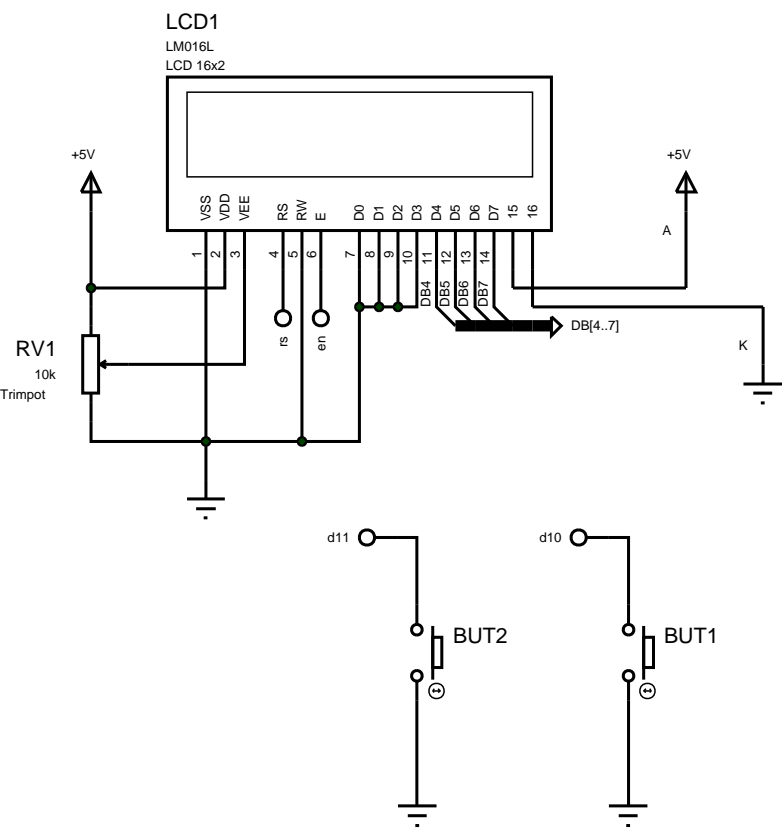 LCD1
LM016L
LCD 16x2
+5V
+5V
VSS
VDD
VEE
RS
RW
E
D0
D1
D2
D3
D4
D5
D6
D7
15
16
1
2
3
4
5
6
7
8
9
10
11
12
13
14
A
DB4
DB5
DB6
DB7
rs
en
DB[4..7]
K
RV1
10k
Trimpot
d11
d10
BUT2
BUT1